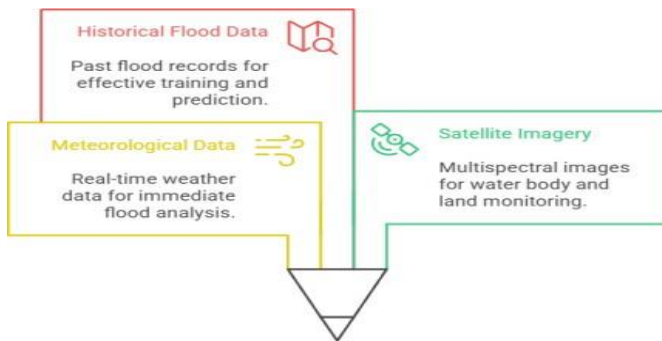 Historical Flood Data
Past flood records for
effective training and
prediction.
Meteorological Data
Real-time weather
data for immediate
flood analysis.
Satellite Imagery
Multispectral images
for water body and
land monitoring.